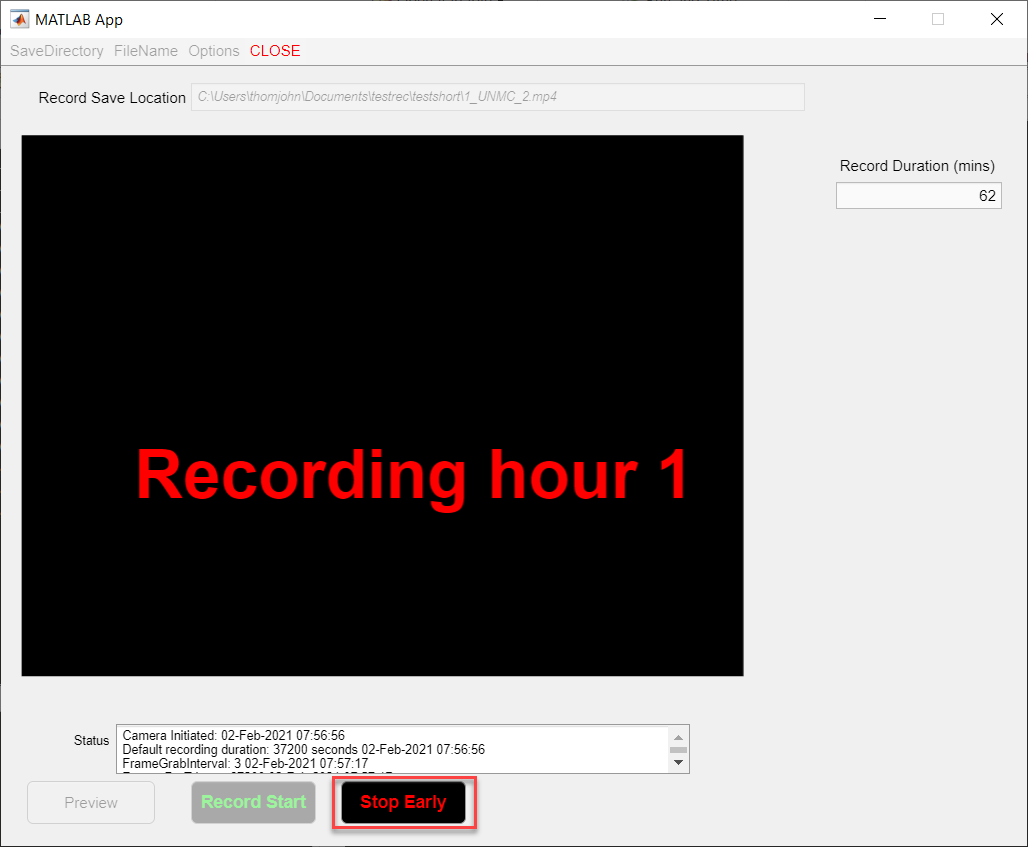 MATLAB App
SaveDirectory FileName Options CLOSE
Record Save Location C:\Users\thomjohn\Documents\testrec\testshort\1_UNMC_2.mp4
Record Duration (mins)
62
Recording hour 1
Status
Camera Initiated: 02-Feb-2021 07:56:56
Default recording duration: 37200 seconds 02-Feb-2021 07:56:56
FrameGrabInterval: 3 02-Feb-2021 07:57:17
Preview Record Start Stop Early